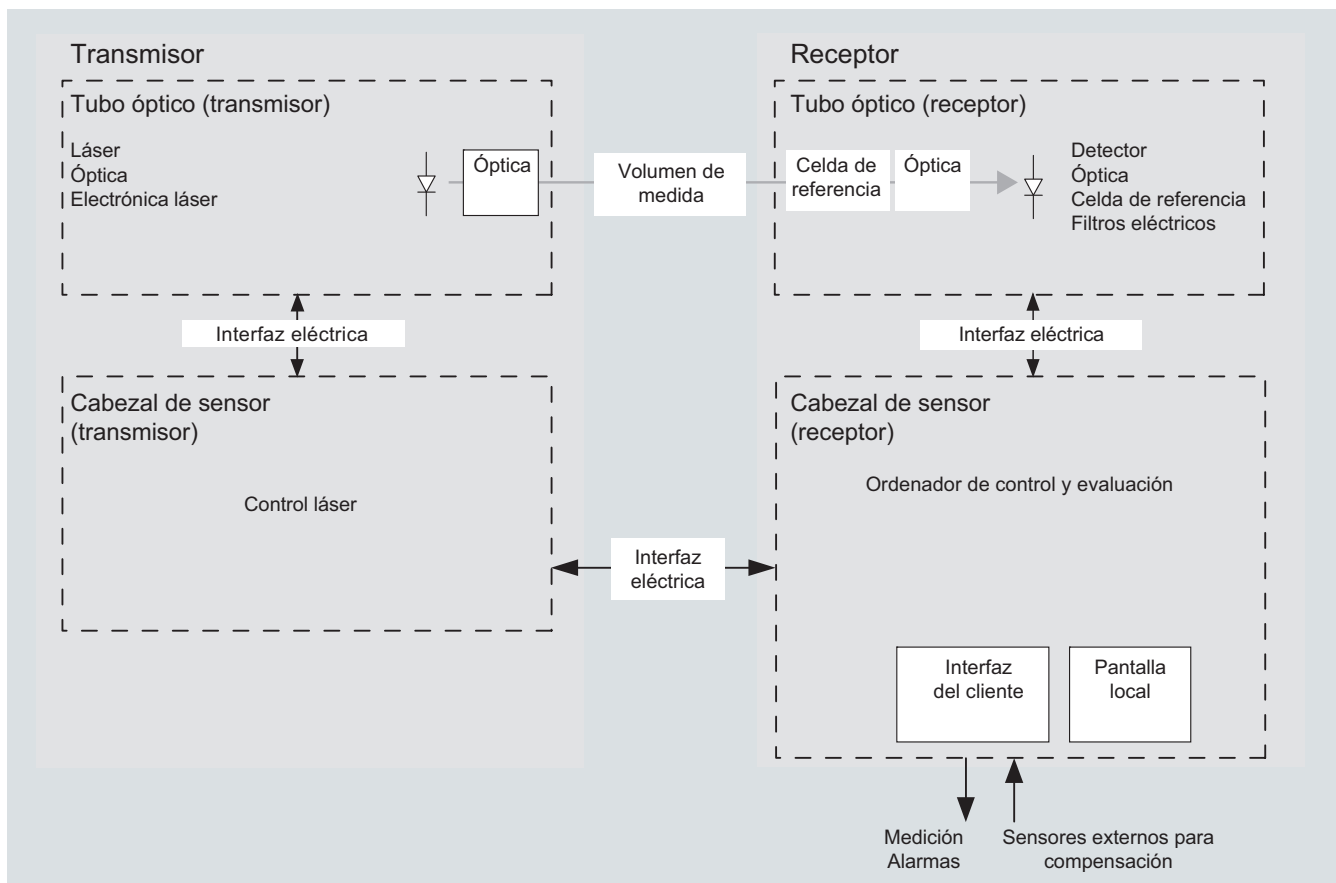 Transmisor
Tubo óptico (transmisor)
Láser
Óptica
Electrónica láser
Óptica
Volumen de
medida
Receptor
Tubo óptico (receptor)
Celda de
referencia
Óptica
Detector
Óptica
Celda de referencia
Filtros eléctricos
Interfaz eléctrica
Interfaz eléctrica
Cabezal de sensor
(transmisor)
Control láser
Interfaz
eléctrica
Cabezal de sensor
(receptor)
Ordenador de control y evaluación
Interfaz
del cliente
Pantalla
local
Medición
Alarmas
Sensores externos para
compensación